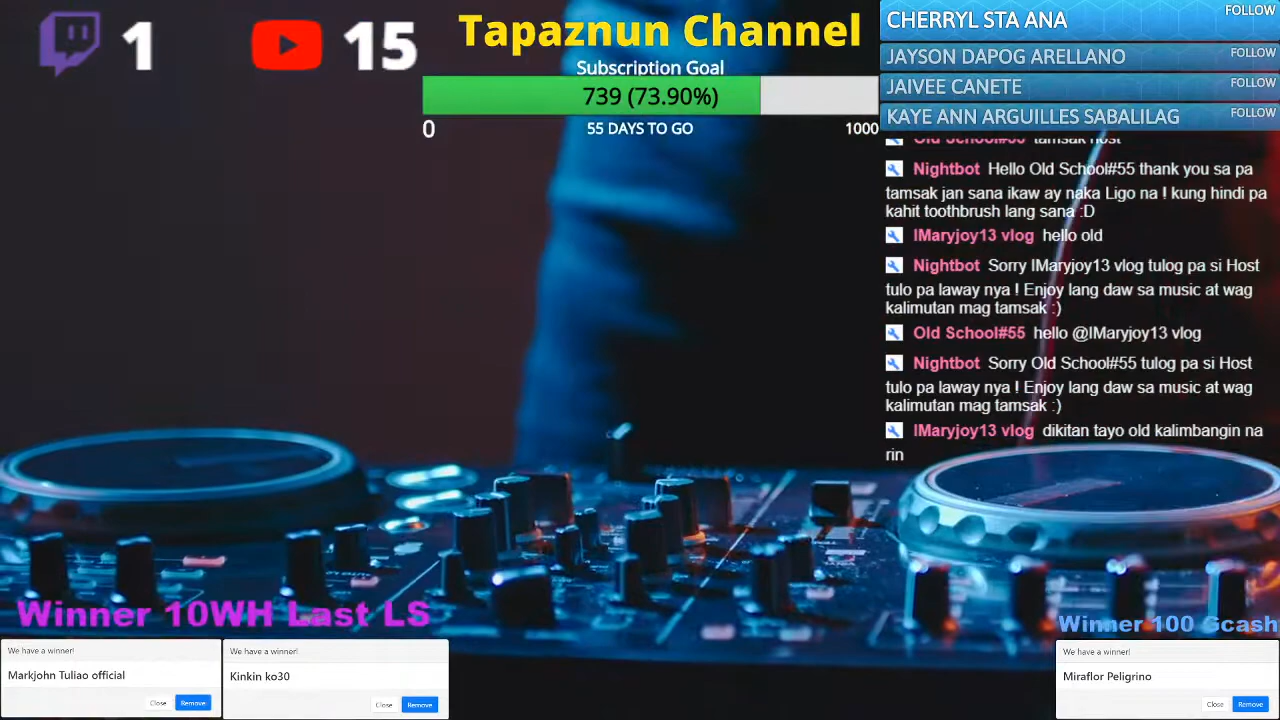 1
15
Tapaznun Channel
Subscription Goal
739 (73.90%)
0
55 DAYS TO GO
1000
CHERRYL STA ANA
FOLLOW
JAYSON DAPOG ARELLANO
FOLLOW
JAIVEE CANETE
FOLLOW
KAYE ANN ARGUILLES SABALILAG
FOLLOW
Old School#55 tamsak host
Nightbot Hello Old School#55 thank you sa pa
tamsak jan sana ikaw ay naka Ligo na ! kung hindi pa
kahit toothbrush lang sana :D
IMaryjoy13 vlog hello old
Nightbot Sorry IMaryjoy13 vlog tulog pa si Host
tulo pa laway nya ! Enjoy lang daw sa music at wag
kalimutan mag tamsak :)
Old School#55 hello @IMaryjoy13 vlog
Nightbot Sorry Old School#55 tulog pa si Host
tulo pa laway nya ! Enjoy lang daw sa music at wag
kalimutan mag tamsak :)
IMaryjoy13 vlog dikitan tayo old kalimbangin na
rin
Winner 10WH Last LS
We have a winner!
Markjohn Tuliao official
Close Remove
We have a winner!
Kinkin ko30
Close Remove
Winner 100 Gcash
We have a winner!
Miraflor Peligrino
Close Remove